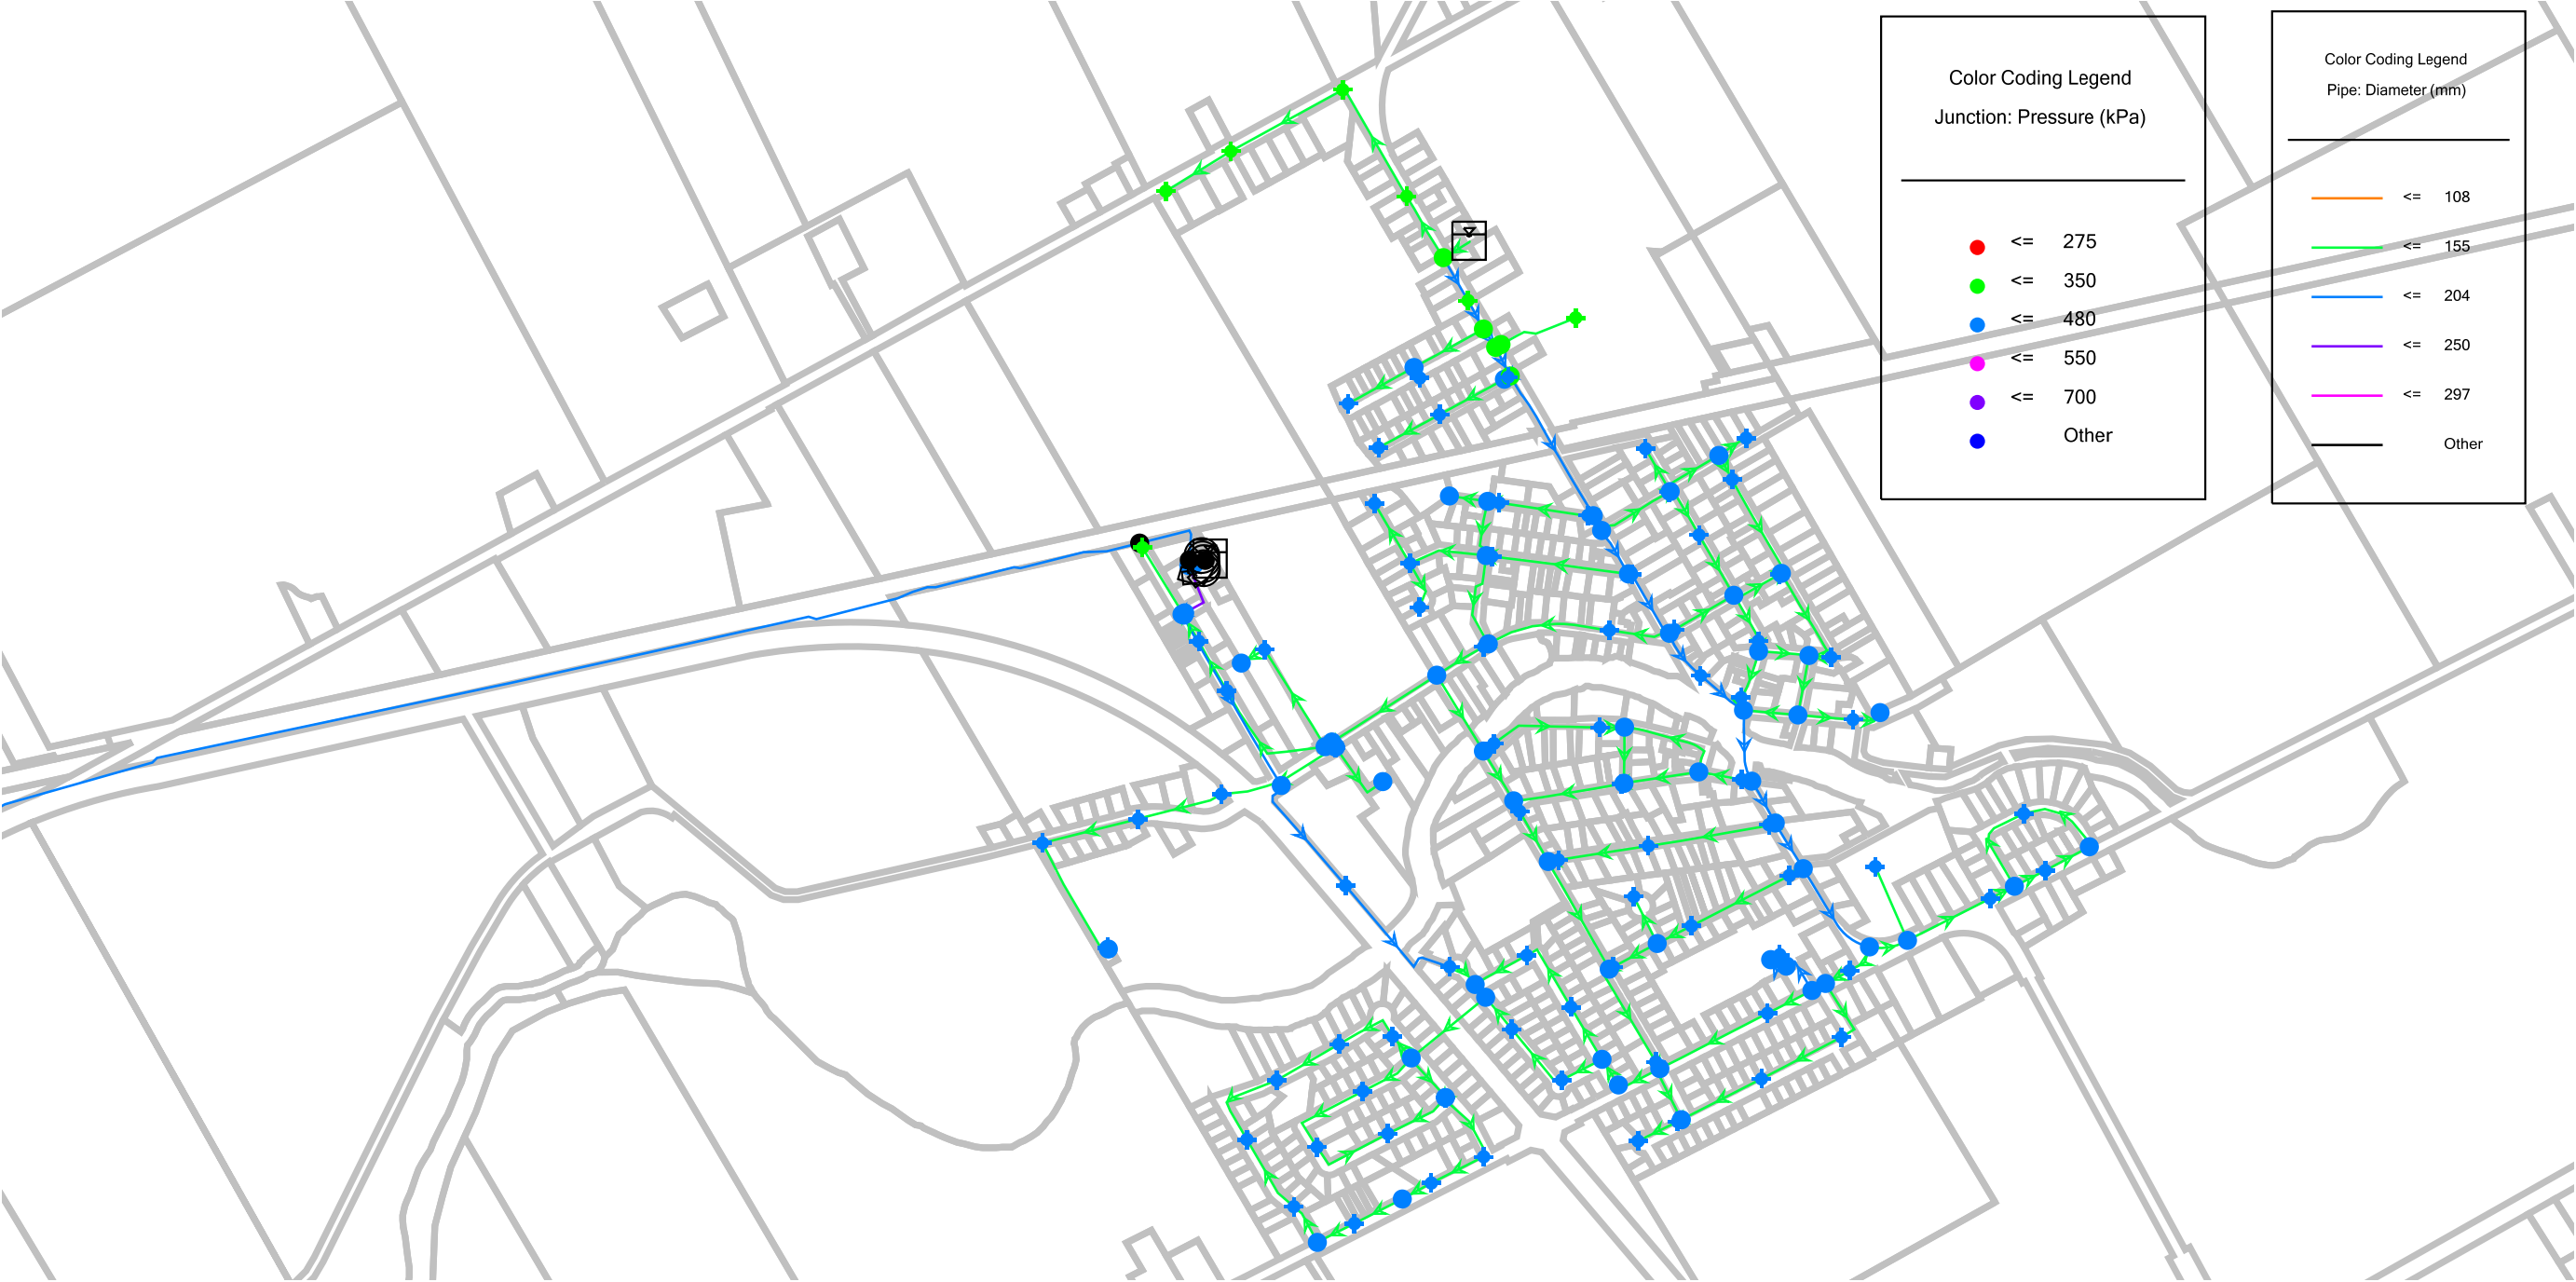 Color Coding Legend
Junction: Pressure (kPa)
<= 275
<= 350
<= 480
<= 550
<= 700
Other
Color Coding Legend
Pipe: Diameter (mm)
<= 108
<= 155
<= 204
<= 250
<= 297
Other